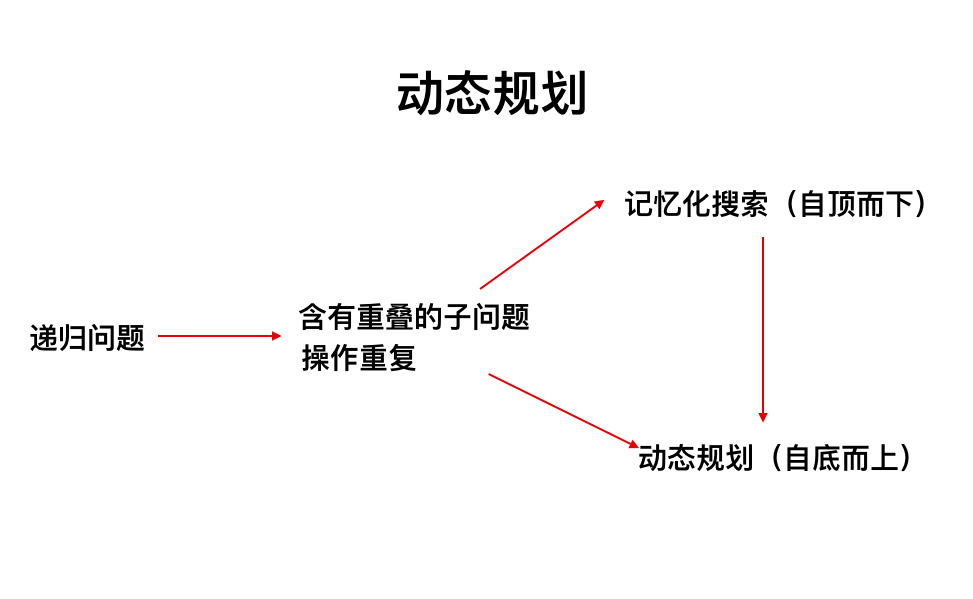 动态规划
记忆化搜索（自顶而下）
含有重叠的子问题
递归问题
操作重复
动态规划（自底而上）